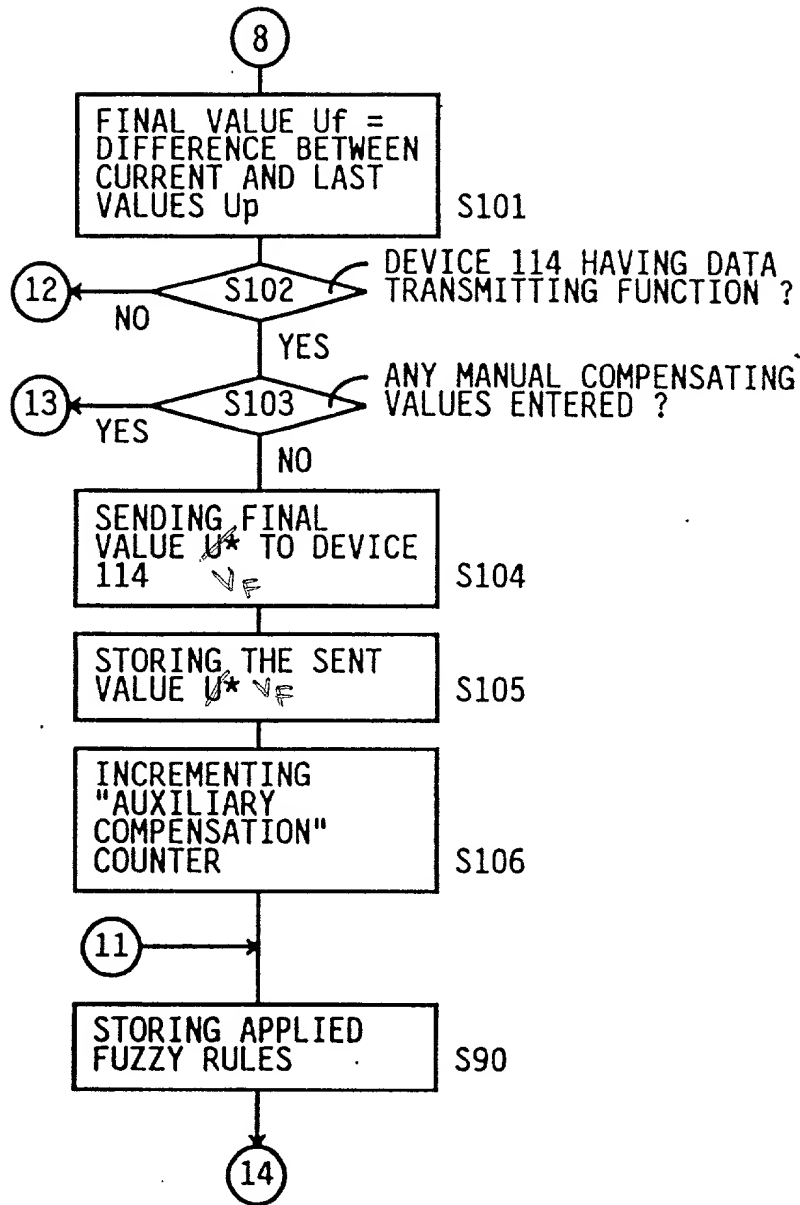 8
FINAL VALUE Uf =
DIFFERENCE BETWEEN
CURRENT AND LAST
VALUES Up
S101
DEVICE 114 HAVING DATA
TRANSMITTING FUNCTION ?
S102
12
NO
YES
ANY MANUAL COMPENSATING
VALUES ENTERED ?
S103
13
YES
NO
SENDING FINAL
VALUE U* TO DEVICE
114 VF
S104
STORING THE SENT
VALUE U* VF
S105
INCREMENTING
"AUXILIARY
COMPENSATION"
COUNTER
S106
11
STORING APPLIED
FUZZY RULES
S90
14